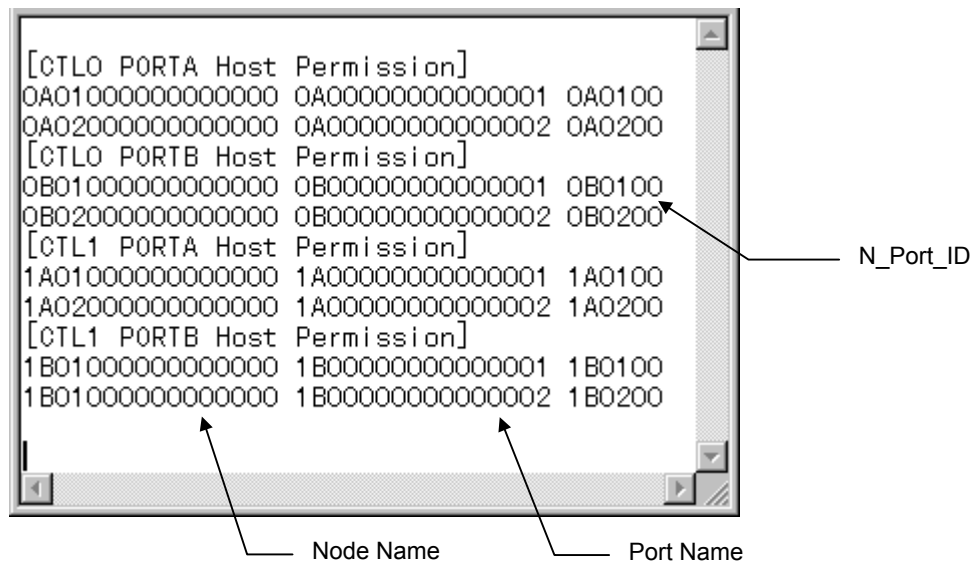 [CTL0 PORTA Host Permission]
0A01000000000000 0A00000000000001 0A0100
0A02000000000000 0A00000000000002 0A0200
[CTL0 PORTB Host Permission]
0B01000000000000 0B00000000000001 0B0100
0B02000000000000 0B00000000000002 0B0200
[CTL1 PORTA Host Permission]
1A01000000000000 1A00000000000001 1A0100
1A02000000000000 1A00000000000002 1A0200
[CTL1 PORTB Host Permission]
1B01000000000000 1B00000000000001 1B0100
1B01000000000000 1B00000000000002 1B0200
N_Port_ID
Node Name
Port Name